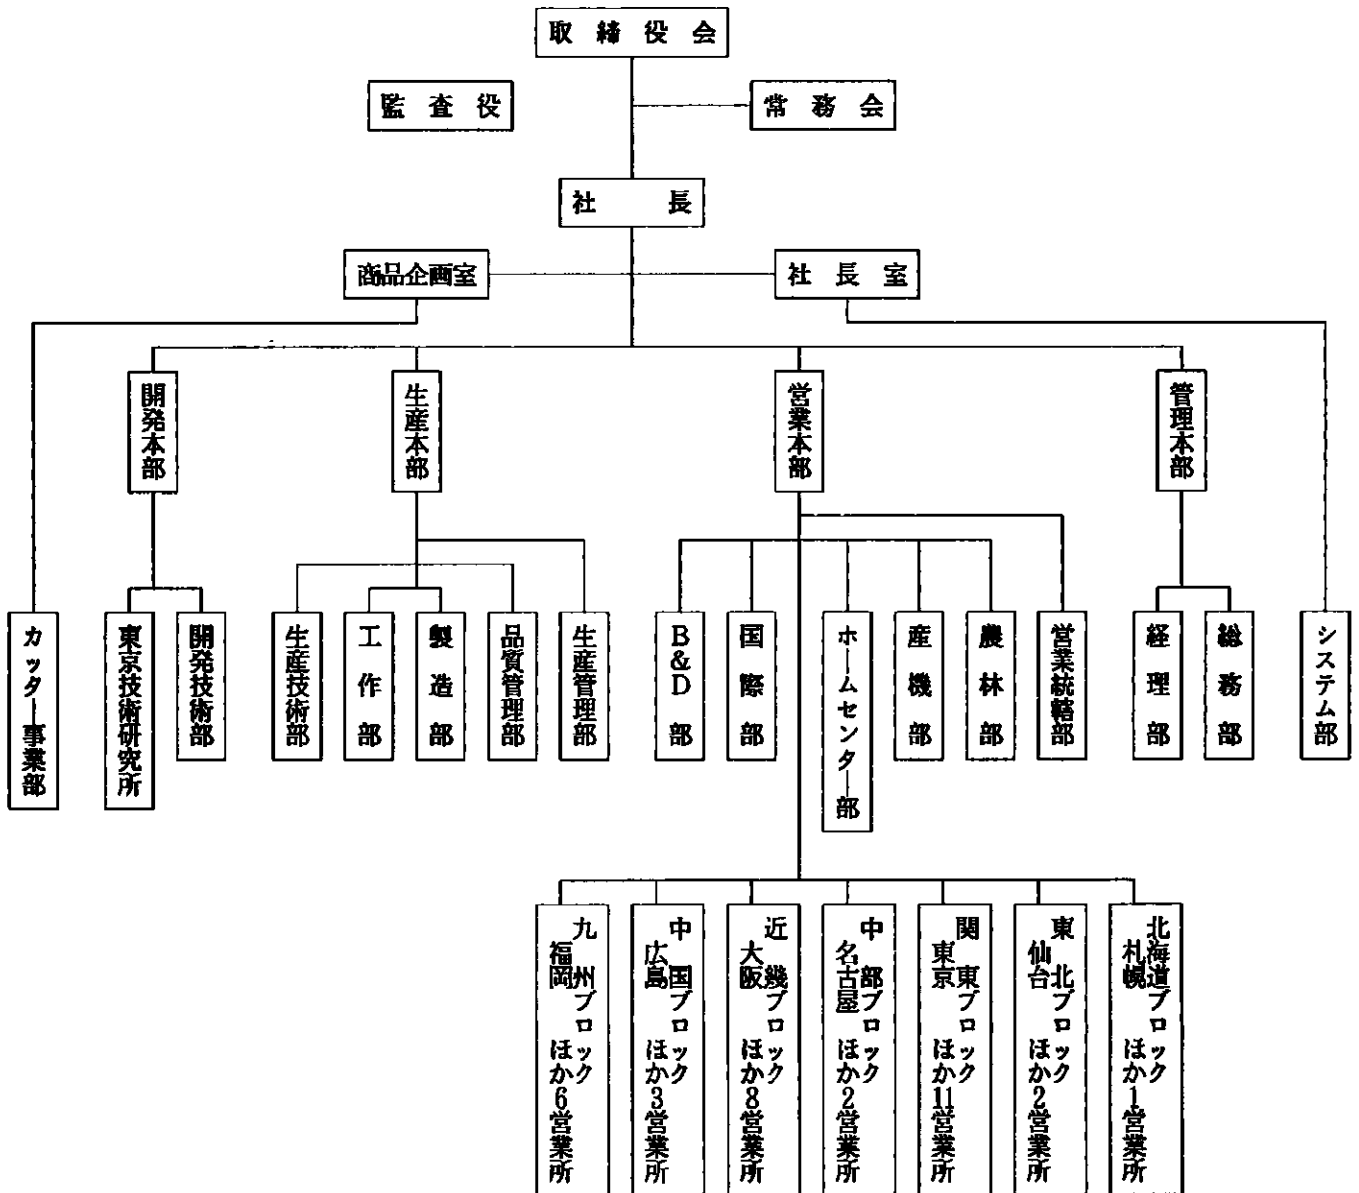 取締役会
監査役
常務会
社長
商品企画室
社長室
開発本部
生産本部
営業本部
管理本部
カッター事業部
東京技術研究所
開発技術部
生産技術部
工作部
製造部
品質管理部
生産管理部
B&D部
国際部
ホームセンター部
産機部
農林部
営業統轄部
経理部
総務部
システム部
九州ブロック
福岡 ほか6営業所
中国ブロック
広島 ほか3営業所
近畿ブロック
大阪 ほか8営業所
中部ブロック
名古屋 ほか2営業所
関東ブロック
東京 ほか11営業所
東北ブロック
仙台 ほか2営業所
北海道ブロック
札幌 ほか1営業所